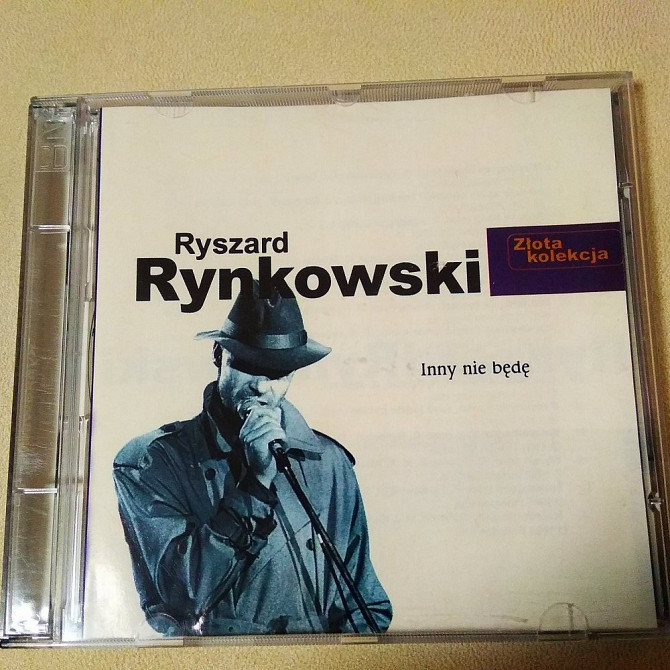 Ryszard
Rynkowski
Złota
kolekcja
Inny nie będę